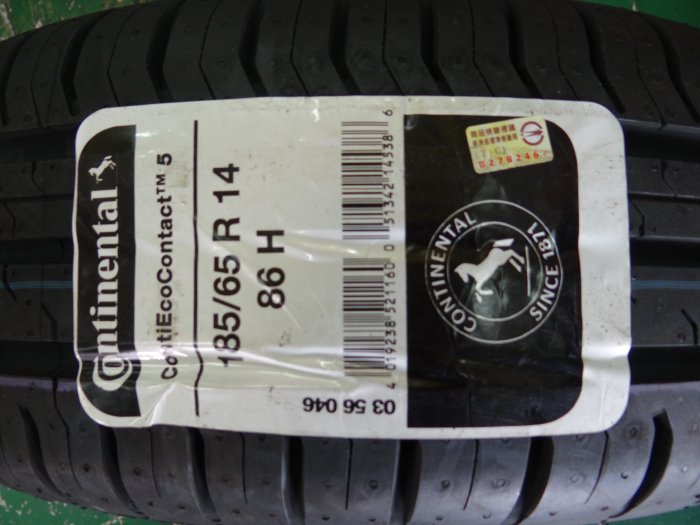 Continental
ContiEcoContact™ 5
185/65 R 14
86 H
4 019238 521160 0 51342 14538 6
03 56 046
CONTINENTAL
SINCE 1871